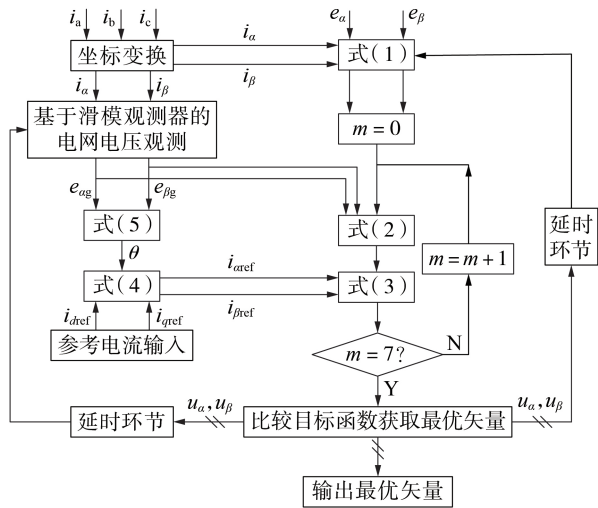 i_a i_b i_c e_α e_β
坐标变换
i_α
i_β
式(1)
i_α i_β
基于滑模观测器的
电网电压观测
m=0
e_αg e_βg
式(5)
式(2)
延时
环节
θ
m=m+1
式(4)
i_αref
i_βref
式(3)
i_dref i_qref
参考电流输入
m=7?
N
Y
延时环节
u_α,u_β
比较目标函数获取最优矢量
u_α,u_β
输出最优矢量